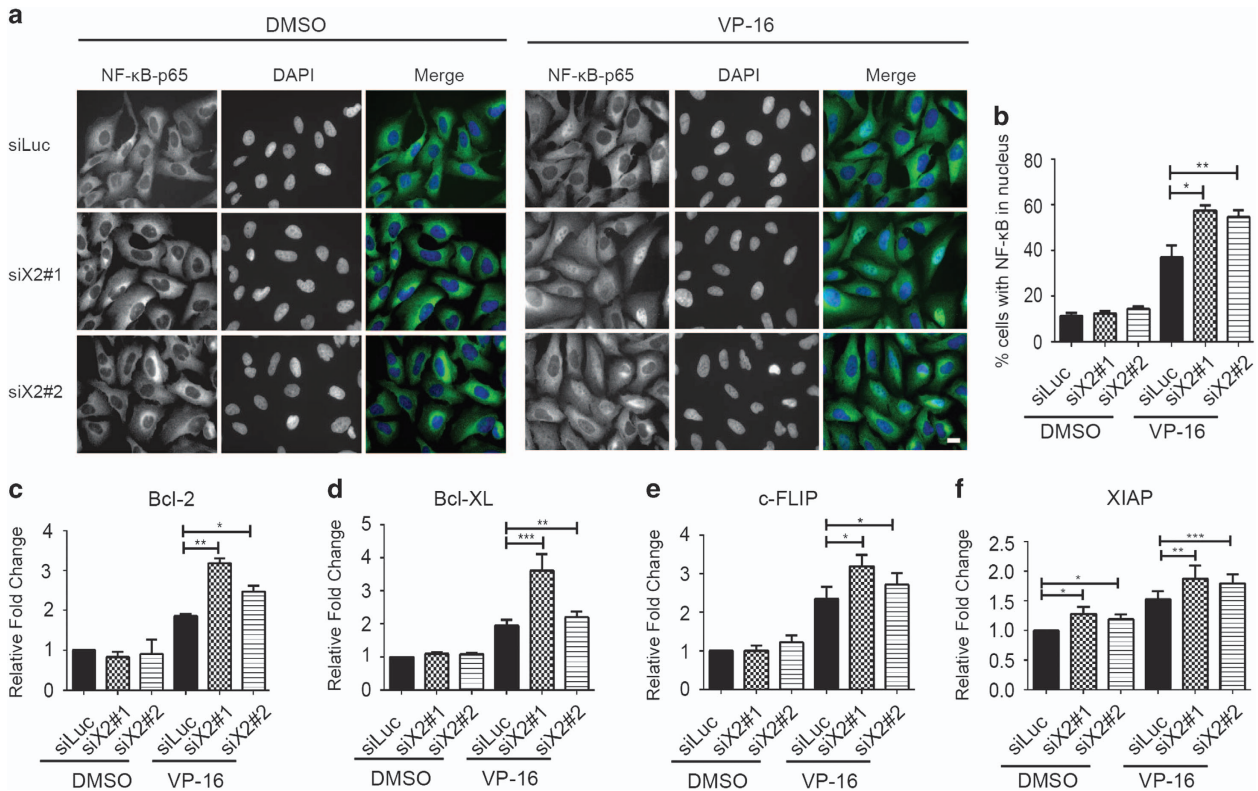 a
DMSO
VP-16
NF-κB-p65
DAPI
Merge
NF-κB-p65
DAPI
Merge
siLuc
siX2#1
siX2#2
b
% cells with NF-κB in nucleus
80
60
40
20
0
*
**
siLuc
siX2#1
siX2#2
siLuc
siX2#1
siX2#2
DMSO
VP-16
c
Bcl-2
Relative Fold Change
4
3
2
1
0
**
*
siLuc
siX2#1
siX2#2
siLuc
siX2#1
siX2#2
DMSO
VP-16
d
Bcl-XL
Relative Fold Change
5
4
3
2
1
0
***
**
siLuc
siX2#1
siX2#2
siLuc
siX2#1
siX2#2
DMSO
VP-16
e
c-FLIP
Relative Fold Change
4
3
2
1
0
*
*
siLuc
siX2#1
siX2#2
siLuc
siX2#1
siX2#2
DMSO
VP-16
f
XIAP
Relative Fold Change
2.5
2.0
1.5
1.0
0.5
0.0
*
*
**
***
siLuc
siX2#1
siX2#2
siLuc
siX2#1
siX2#2
DMSO
VP-16